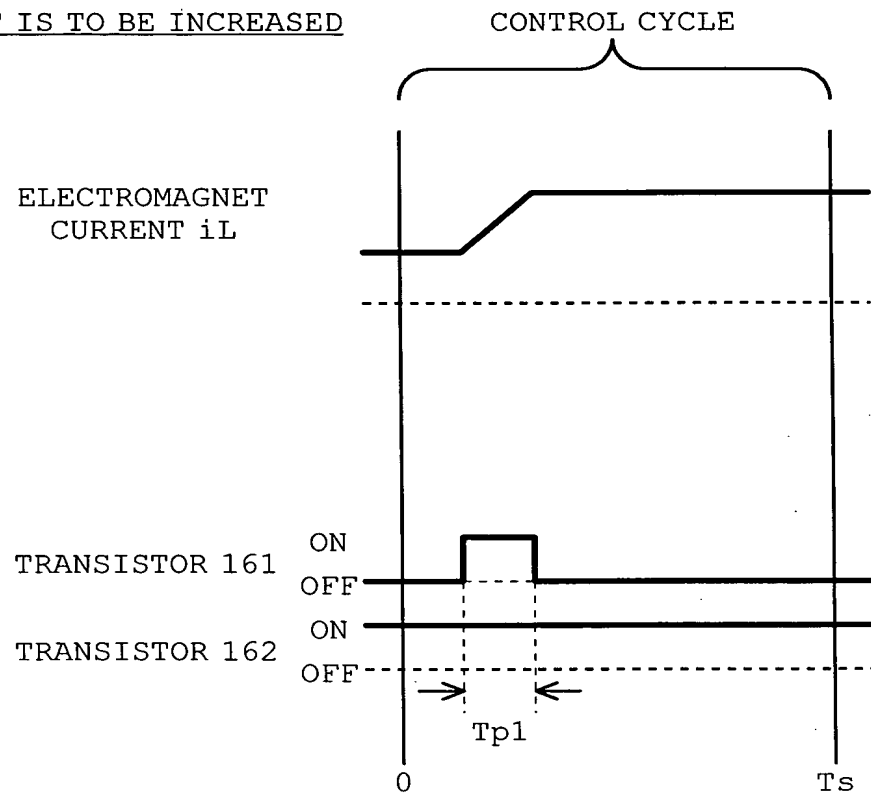 IS TO BE INCREASED
CONTROL CYCLE
ELECTROMAGNET
CURRENT iL
TRANSISTOR 161
ON
OFF
TRANSISTOR 162
ON
OFF
Tp1
0
Ts